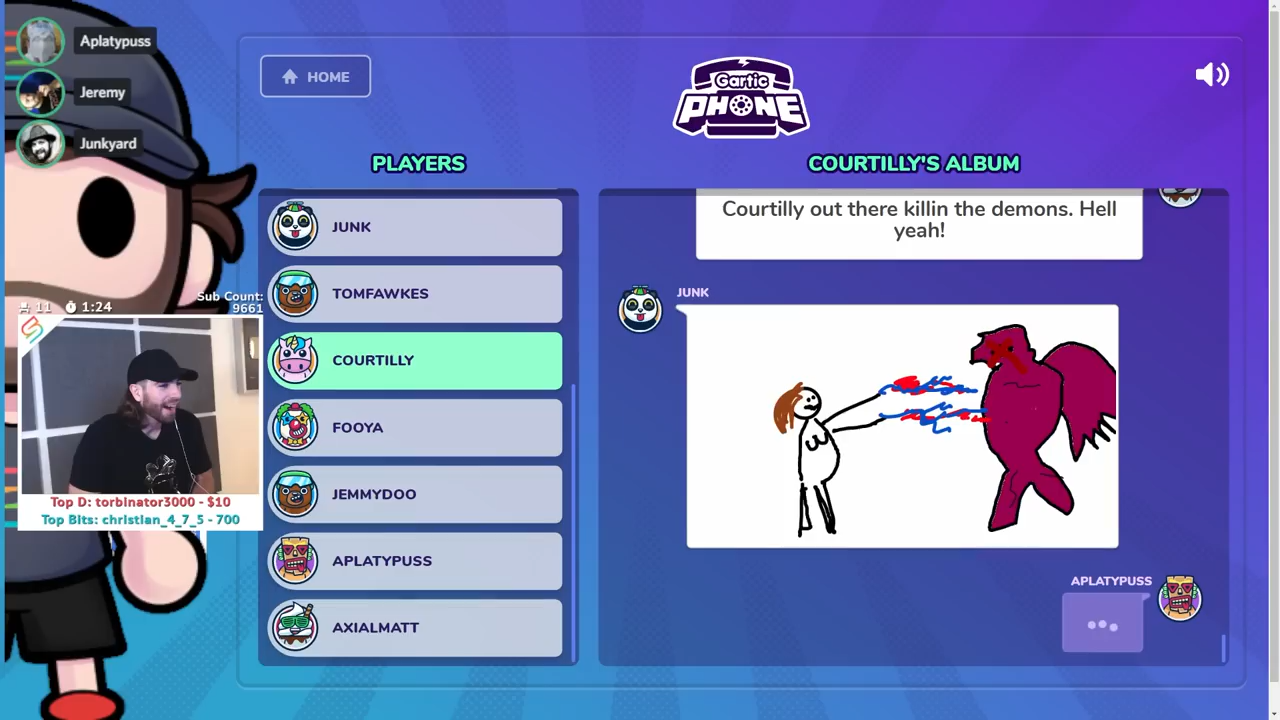 Aplatypuss
Jeremy
Junkyard
HOME
Gartic
PHONE
PLAYERS
COURTILLY'S ALBUM
JUNK
TOMFAWKES
COURTILLY
FOOYA
JEMMYDOO
APLATYPUSS
AXIALMATT
Courtilly out there killin the demons. Hell
yeah!
JUNK
APLATYPUSS
11 1:24
Sub Count:
9661
Top D: torbinator3000 - $10
Top Bits: christian_4_7_5 - 700